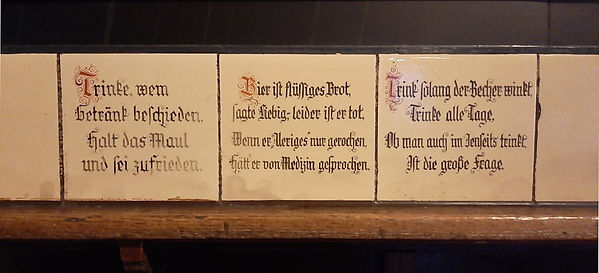 Trinke, wem
Getränk beschieden.
Halt das Maul
und sei zufrieden.
Bier ist flüssiges Brot,
sagte Liebig,- leider ist er tot,
Wenn er „Ueriges" nur gerochen,
Hätt' er von Medizin gesprochen.
Trink' solang der Becher winkt,
Trinke alle Tage,
Ob man auch im Jenseits trinkt
Ist die große Frage.